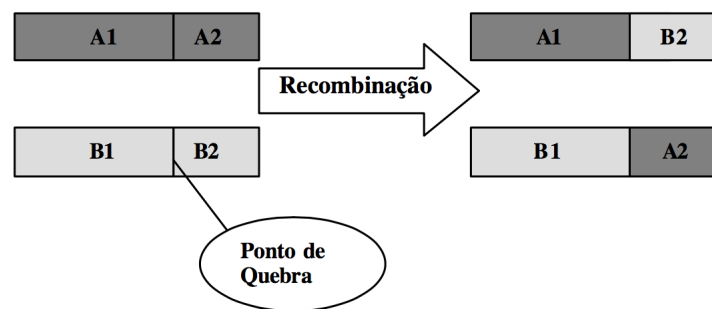 A1 A2
A1 B2
Recombinação
B1 B2
B1 A2
Ponto de
Quebra